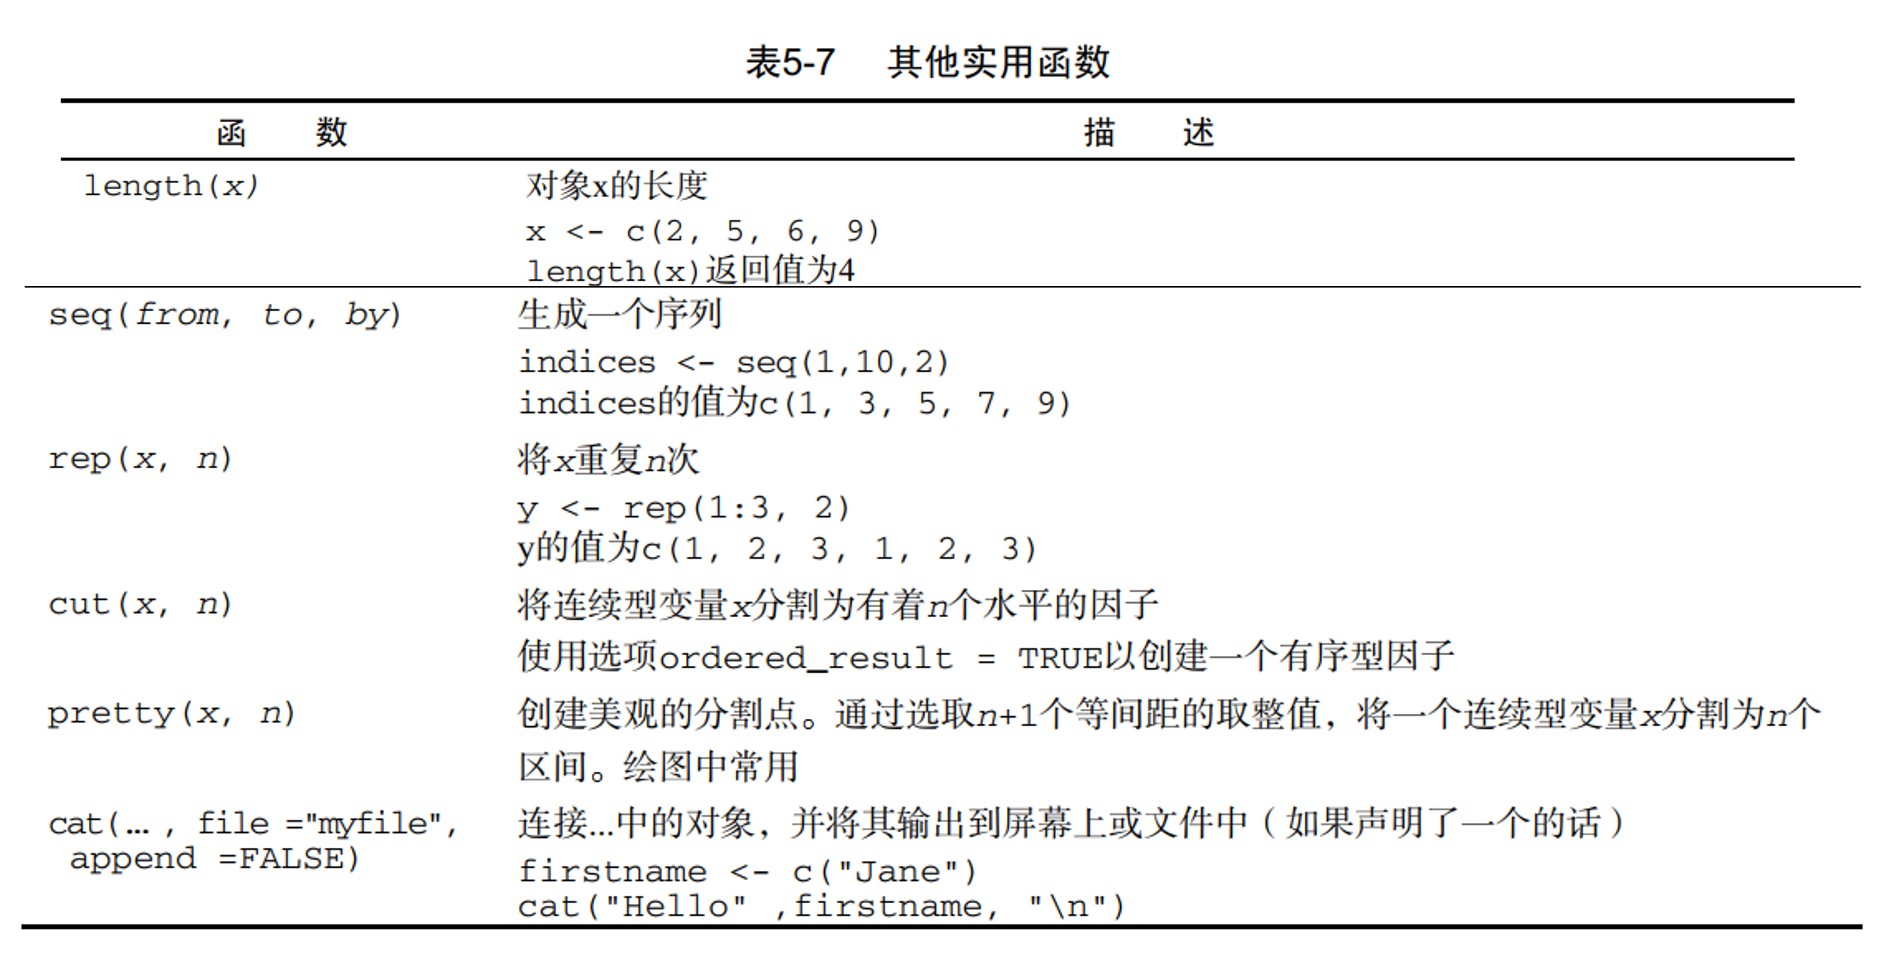 表5-7 其他实用函数
函 数 描 述
length(x) 对象x的长度
x <- c(2, 5, 6, 9)
length(x)返回值为4
seq(from, to, by) 生成一个序列
indices <- seq(1,10,2)
indices的值为c(1, 3, 5, 7, 9)
rep(x, n) 将x重复n次
y <- rep(1:3, 2)
y的值为c(1, 2, 3, 1, 2, 3)
cut(x, n) 将连续型变量x分割为有着n个水平的因子
使用选项ordered_result = TRUE以创建一个有序型因子
pretty(x, n) 创建美观的分割点。通过选取n+1个等间距的取整值，将一个连续型变量x分割为n个
区间。绘图中常用
cat(… , file ="myfile", 连接…中的对象，并将其输出到屏幕上或文件中（如果声明了一个的话）
append =FALSE) firstname <- c("Jane")
cat("Hello" ,firstname, "\n")